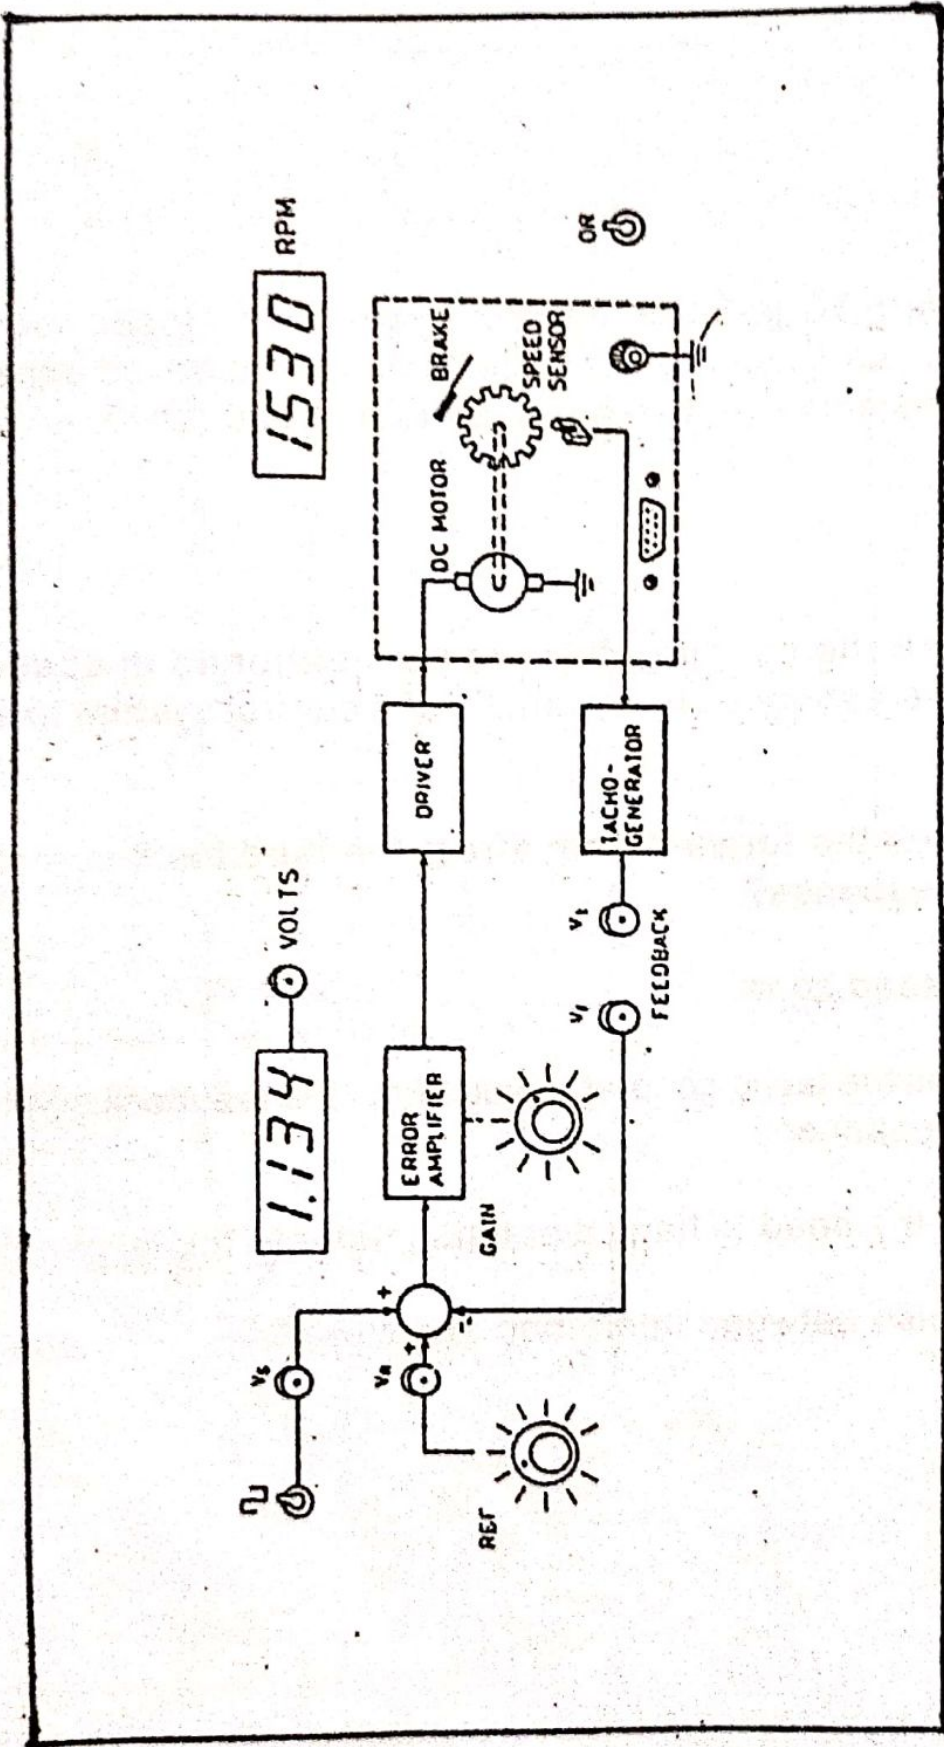 1.134
VOLTS
1530
RPM
Vs
VR
+
+
-
ERROR
AMPLIFIER
DRIVER
DC MOTOR
BRAKE
SPEED
SENSOR
REF
GAIN
Vf
Vt
FEEDBACK
TACHO-
GENERATOR